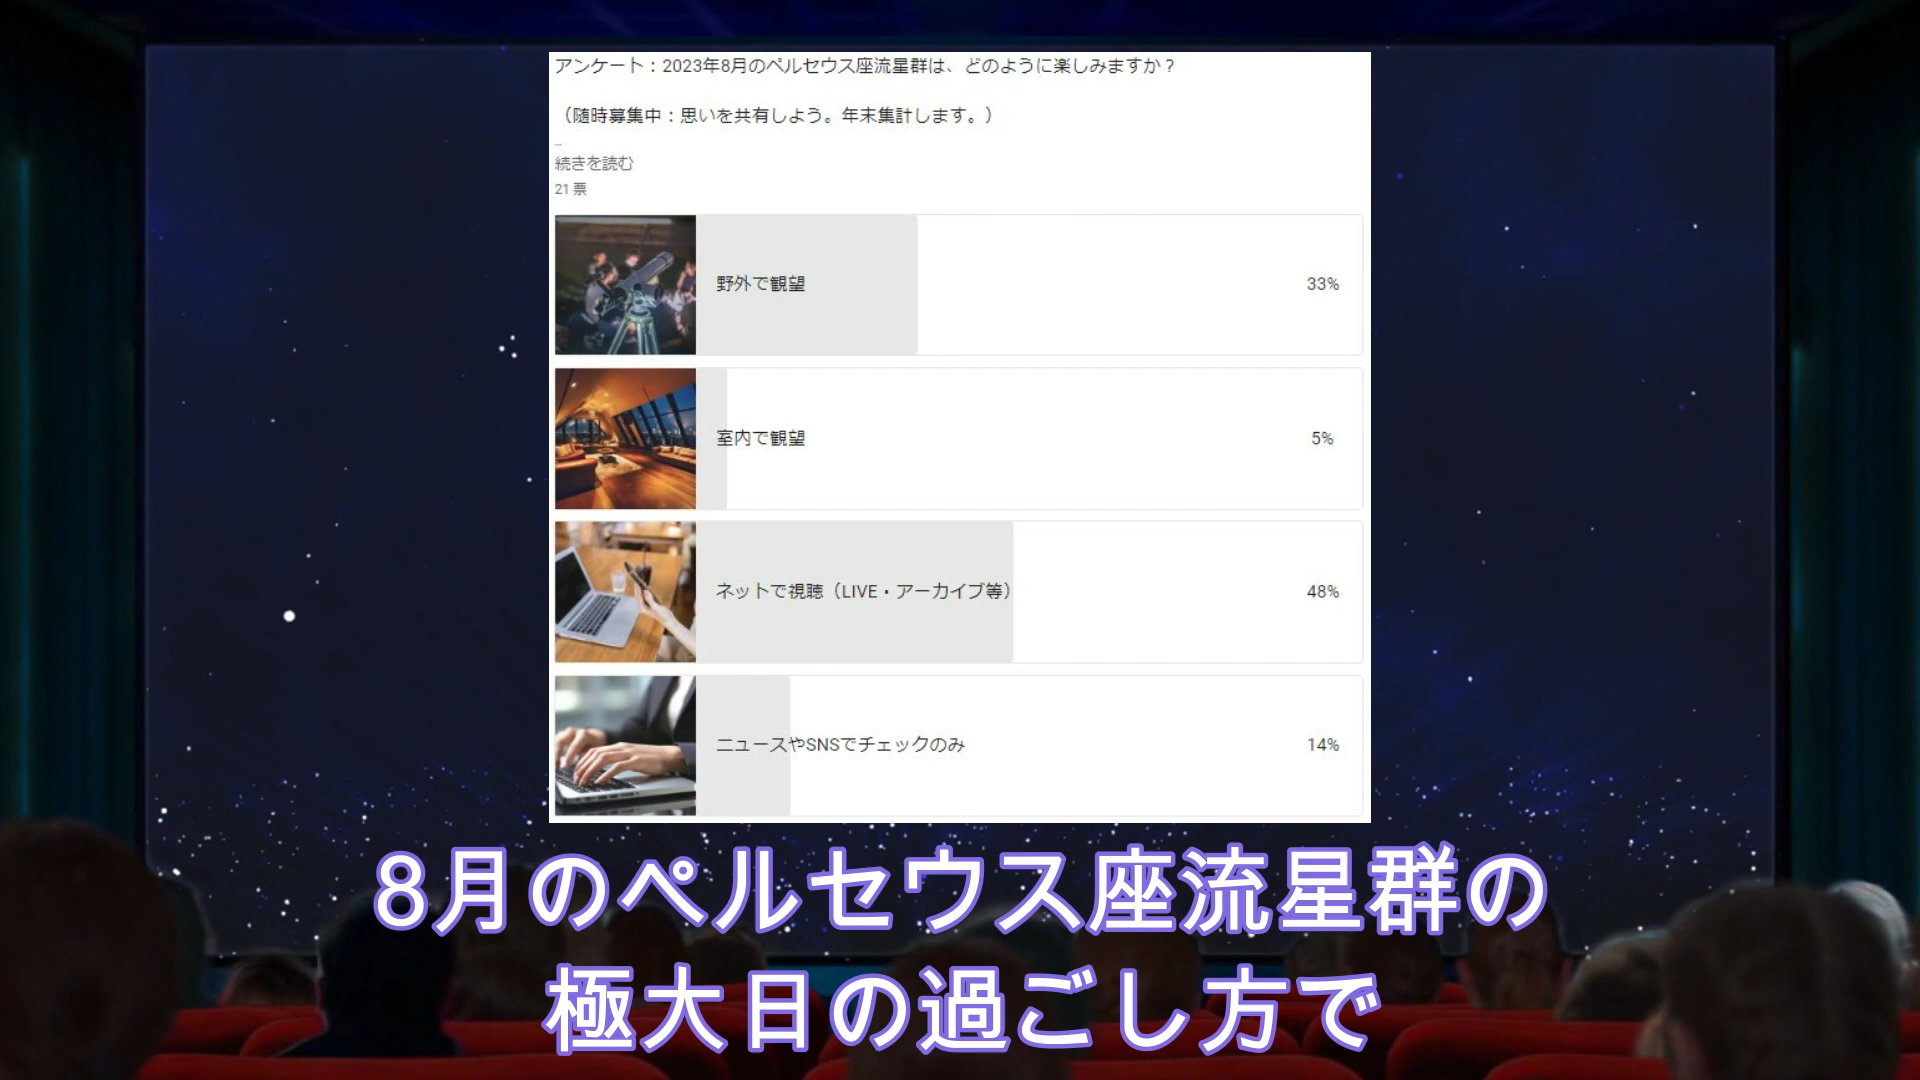 アンケート：2023年8月のペルセウス座流星群は、どのように楽しみますか？
（随時募集中：思いを共有しよう。年末集計します。）
...
続きを読む
21 票
野外で観望 33%
室内で観望 5%
ネットで視聴（LIVE・アーカイブ等） 48%
ニュースやSNSでチェックのみ 14%
8月のペルセウス座流星群の
極大日の過ごし方で